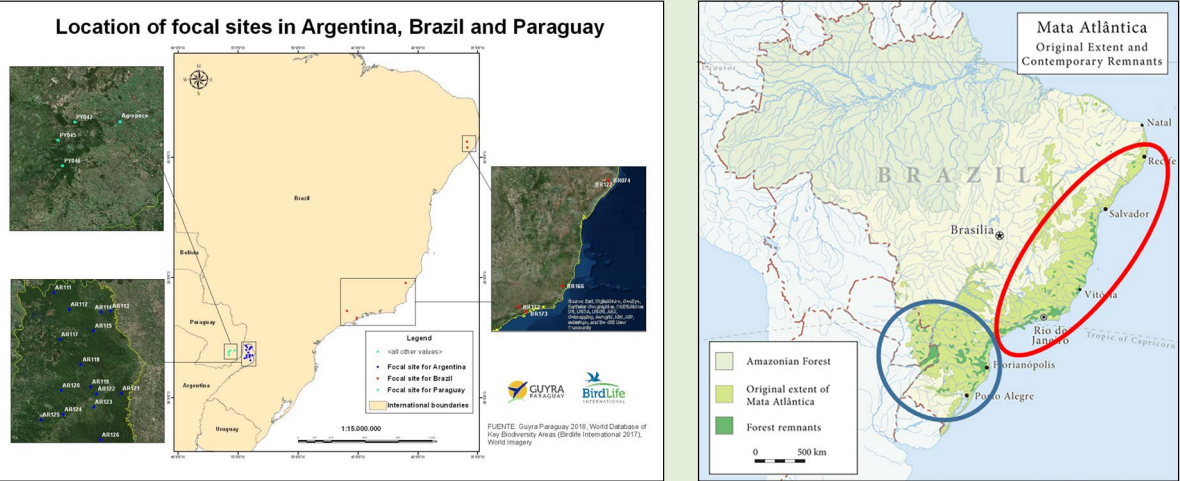 Location of focal sites in Argentina, Brazil and Paraguay
PY047
Agropeco
PY045
PY046
AR111
AR112
AR114
AR113
AR115
AR117
AR118
AR119
AR120
AR122
AR121
AR123
AR124
AR125
AR126
N
W
E
S
Brazil
Bolivia
Paraguay
Argentina
Uruguay
BR074
BR166
BR173
Legend
<all other values>
Focal site for Argentina
Focal site for Brazil
Focal site for Paraguay
International boundaries
1:15.000.000
GUYRA
PARAGUAY
BirdLife
INTERNATIONAL
FUENTE: Guyra Paraguay 2018, World Database of
Key Biodiversity Areas (Birdlife International 2017),
World Imagery
Mata Atlântica
Original Extent and
Contemporary Remnants
Equator
Natal
Recife
BRAZIL
Salvador
Brasília
Vitória
Rio de
Janeiro
Tropic of Capricorn
Florianópolis
Porto Alegre
Amazonian Forest
Original extent of
Mata Atlântica
Forest remnants
0 500 km